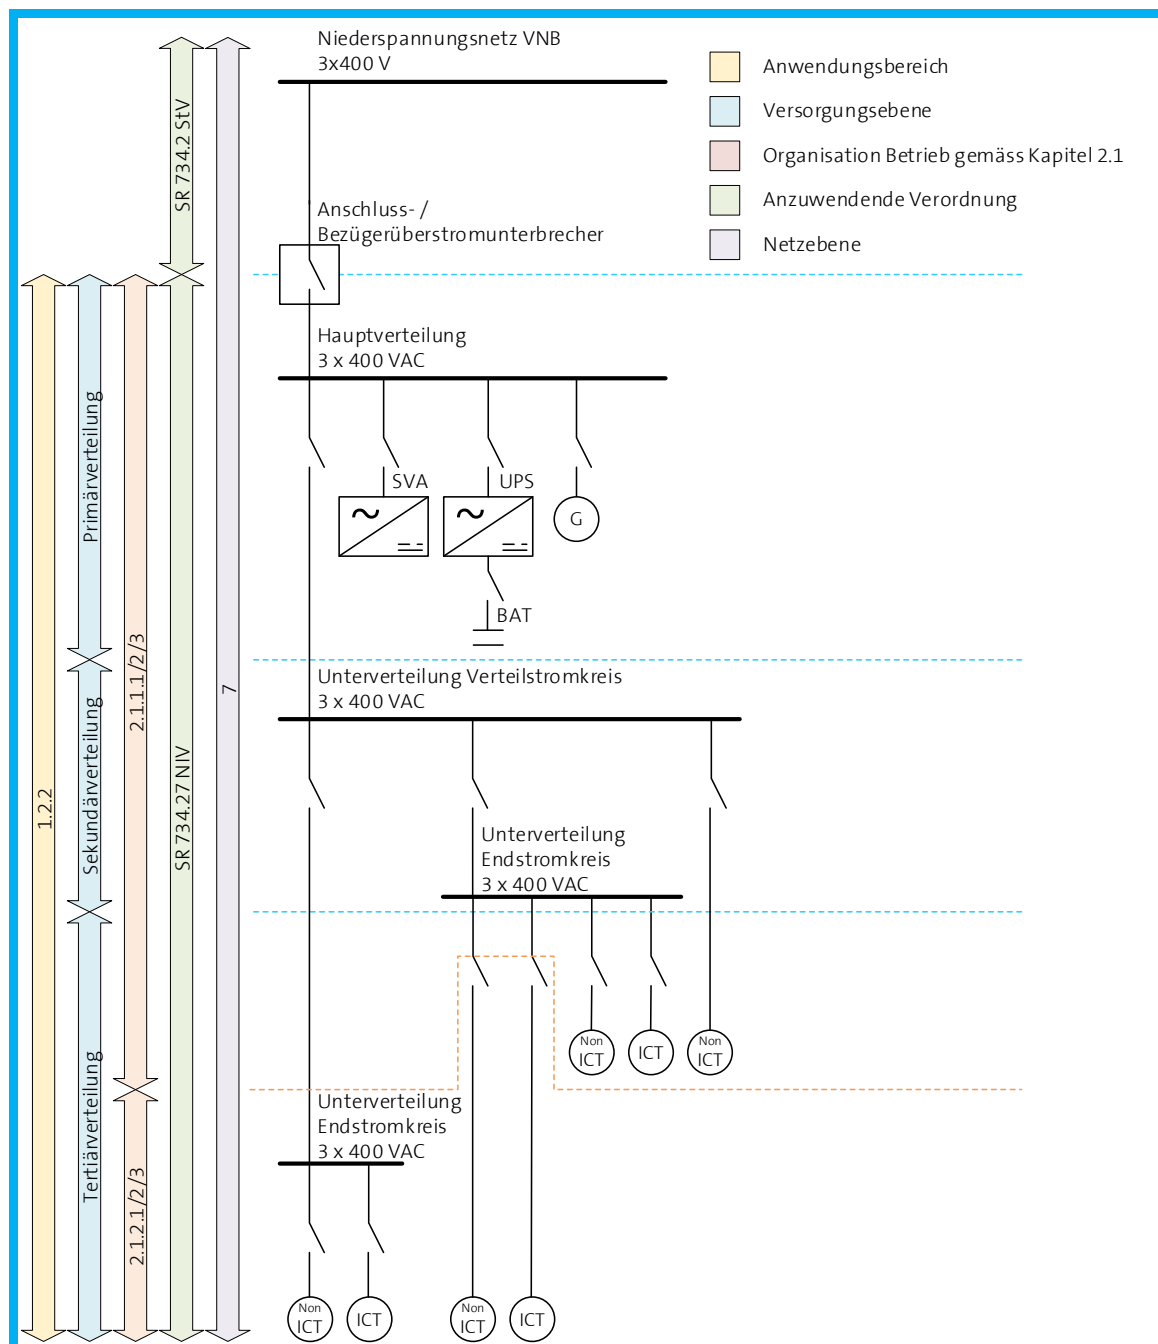 Niederspannungsnetz VNB
3x400 V
Anwendungsbereich
Versorgungsebene
Organisation Betrieb gemäss Kapitel 2.1
Anzuwendende Verordnung
Netzebene
SR 734.2 StV
Anschluss- /
Bezügerüberstromunterbrecher
Hauptverteilung
3 x 400 VAC
SVA
UPS
G
BAT
Primärverteilung
2.1.1.1/2/3
7
Unterverteilung Verteilstromkreis
3 x 400 VAC
Sekundärverteilung
1.2.2
SR 734.27 NIV
Unterverteilung
Endstromkreis
3 x 400 VAC
Non
ICT
ICT
Non
ICT
Tertiärverteilung
2.1.2.1/2/3
Unterverteilung
Endstromkreis
3 x 400 VAC
Non
ICT
ICT
Non
ICT
ICT